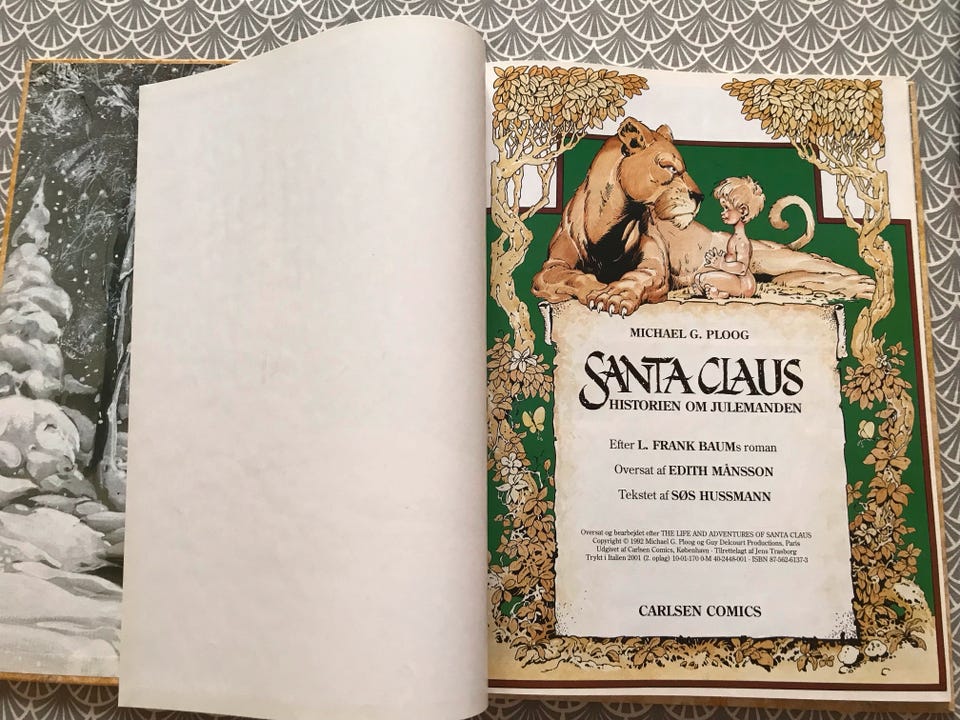 MICHAEL G. PLOOG
SANTA CLAUS
HISTORIEN OM JULEMANDEN
Efter L. FRANK BAUMs roman
Oversat af EDITH MÅNSSON
Tekstet af SØS HUSSMANN
Oversat og bearbejdet efter THE LIFE AND ADVENTURES OF SANTA CLAUS
Copyright © 1992 Michael G. Ploog og Guy Delcourt Productions, Paris
Udgivet af Carlsen Comics, København · Tilrettelagt af Jens Trasborg
Trykt i Italien 2001 (2. oplag) 10-01-170 0-M 40-2448-001 · ISBN 87-562-6137-3
CARLSEN COMICS